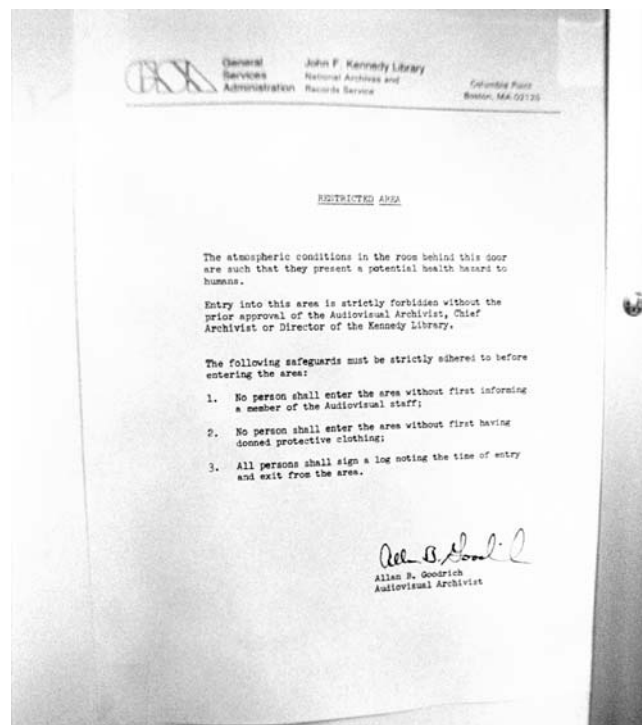 GSA
General
Services
Administration
John F. Kennedy Library
National Archives and
Records Service
Columbia Point
Boston, MA 02125
RESTRICTED AREA
The atmospheric conditions in the room behind this door
are such that they present a potential health hazard to
humans.
Entry into this area is strictly forbidden without the
prior approval of the Audiovisual Archivist, Chief
Archivist or Director of the Kennedy Library.
The following safeguards must be strictly adhered to before
entering the area:
1. No person shall enter the area without first informing
a member of the Audiovisual staff;
2. No person shall enter the area without first having
donned protective clothing;
3. All persons shall sign a log noting the time of entry
and exit from the area.
Allan B. Goodrich
Allan B. Goodrich
Audiovisual Archivist